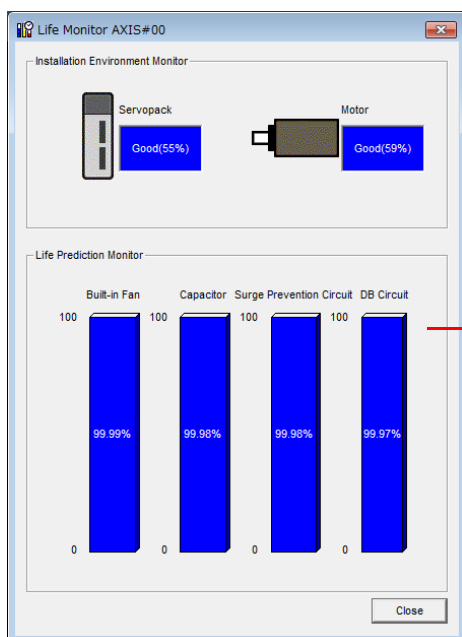 Life Monitor AXIS#00
Installation Environment Monitor
Servopack
Motor
Good(55%)
Good(59%)
Life Prediction Monitor
Built-in Fan Capacitor Surge Prevention Circuit DB Circuit
100 100 100 100
99.99% 99.98% 99.98% 99.97%
0 0 0 0
Close